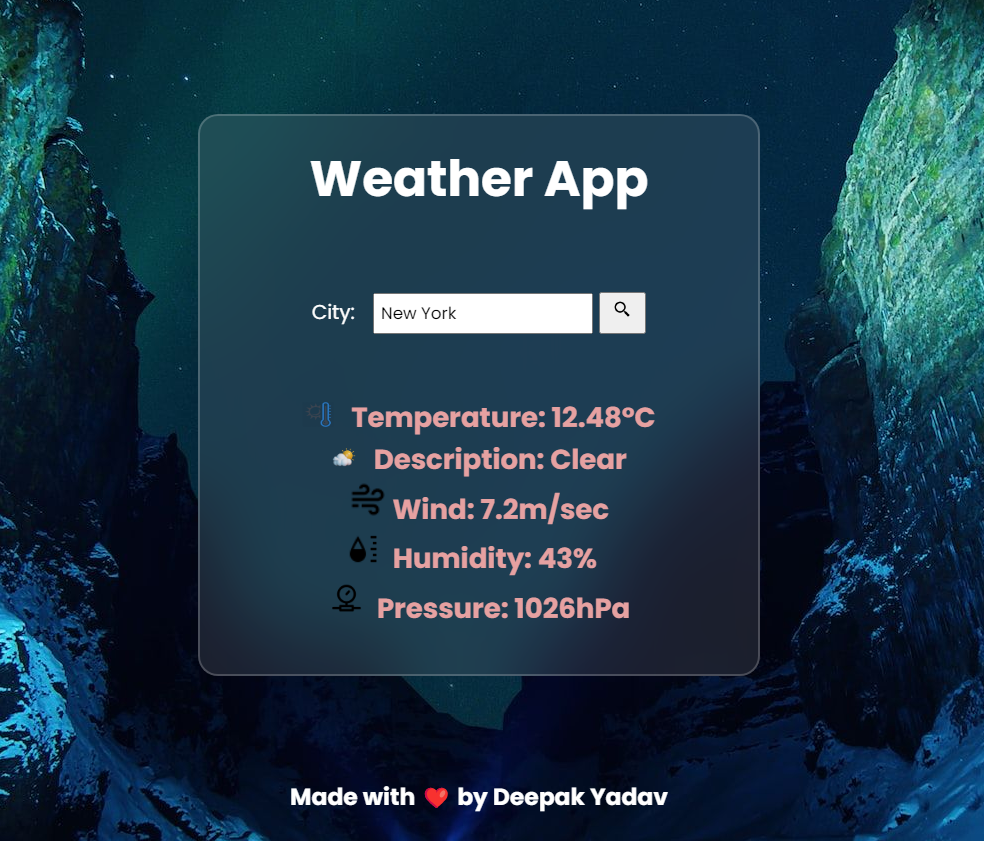 Weather App
City: New York
Temperature: 12.48°C
Description: Clear
Wind: 7.2m/sec
Humidity: 43%
Pressure: 1026hPa
Made with ❤️ by Deepak Yadav